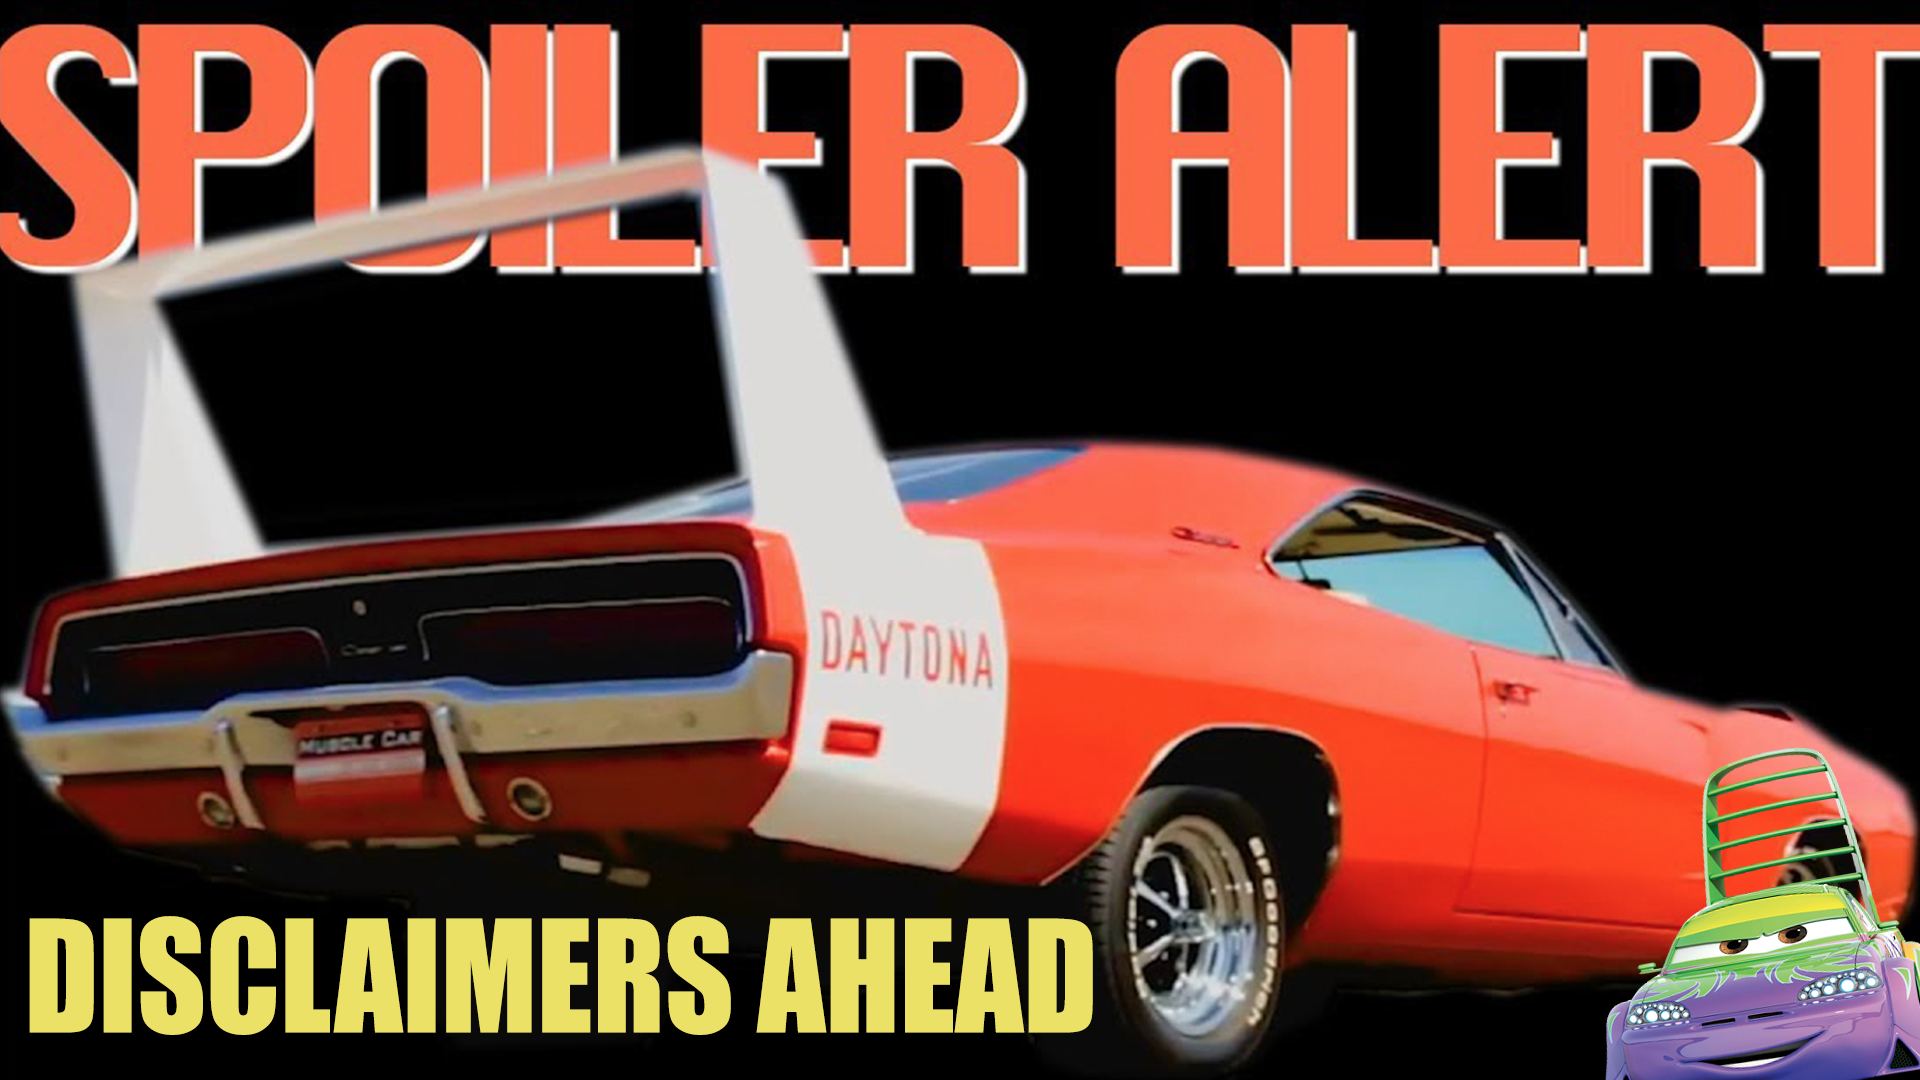 SPOILER ALERT
DAYTONA
MUSCLE CAR
DISCLAIMERS AHEAD